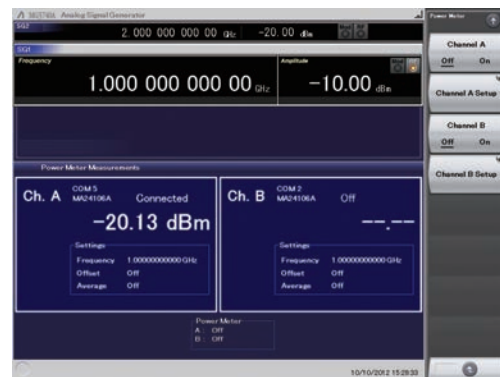 MG3740A Analog Signal Generator
SG2
2. 000 000 000 00 GHz
-20. 00 dBm
SG1
Frequency
1.000 000 000 00 GHz
Amplitude
-10.00 dBm
Power Meter Measurements
Ch. A
COM 5
MA24106A
Connected
-20.13 dBm
Settings
Frequency 1.00000000000 GHz
Offset Off
Average Off
Ch. B
COM 2
MA24106A
Off
--.--
Settings
Frequency 1.00000000000 GHz
Offset Off
Average Off
Power Meter
A : Off
B : Off
10/10/2012 15:28:33
Power Meter
Channel A
Off On
Channel A Setup
Channel B
Off On
Channel B Setup